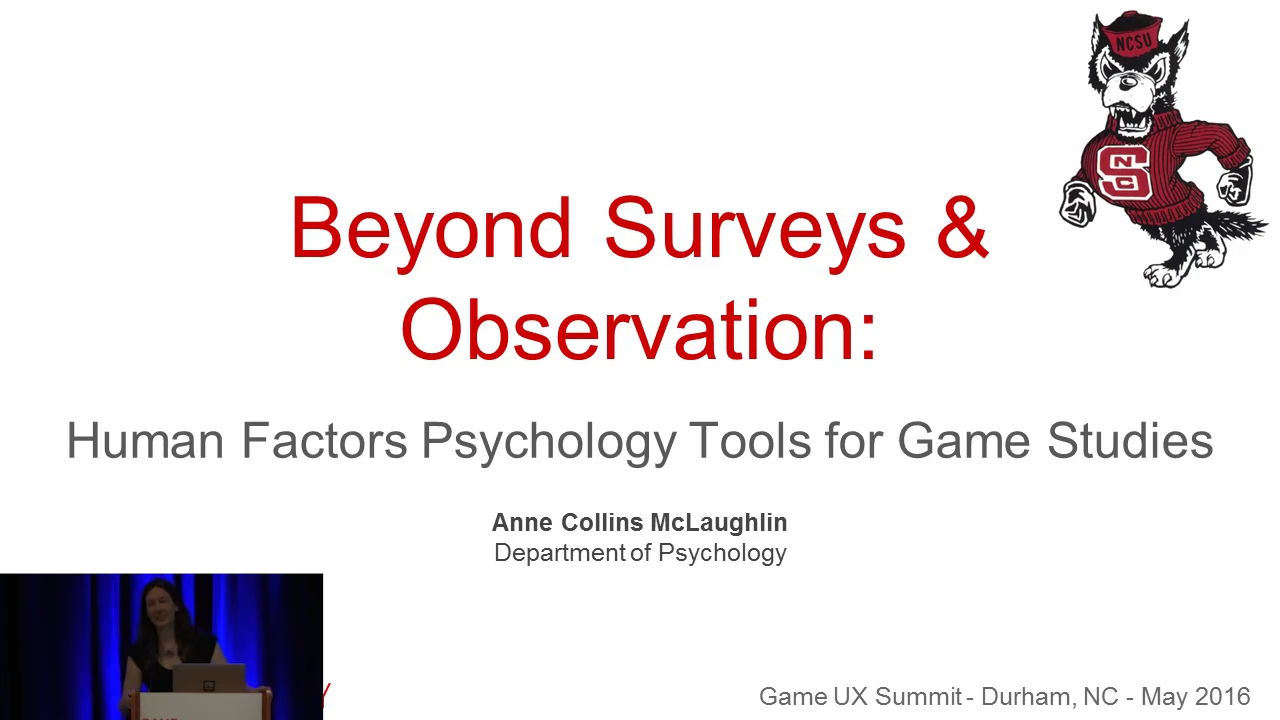 NCSU
S
N
C
Beyond Surveys &
Observation:
Human Factors Psychology Tools for Game Studies
Anne Collins McLaughlin
Department of Psychology
Game UX Summit - Durham, NC - May 2016